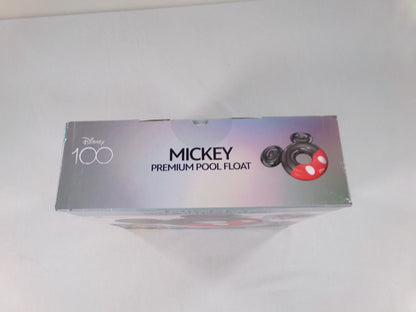 Disney
100
MICKEY
PREMIUM POOL FLOAT